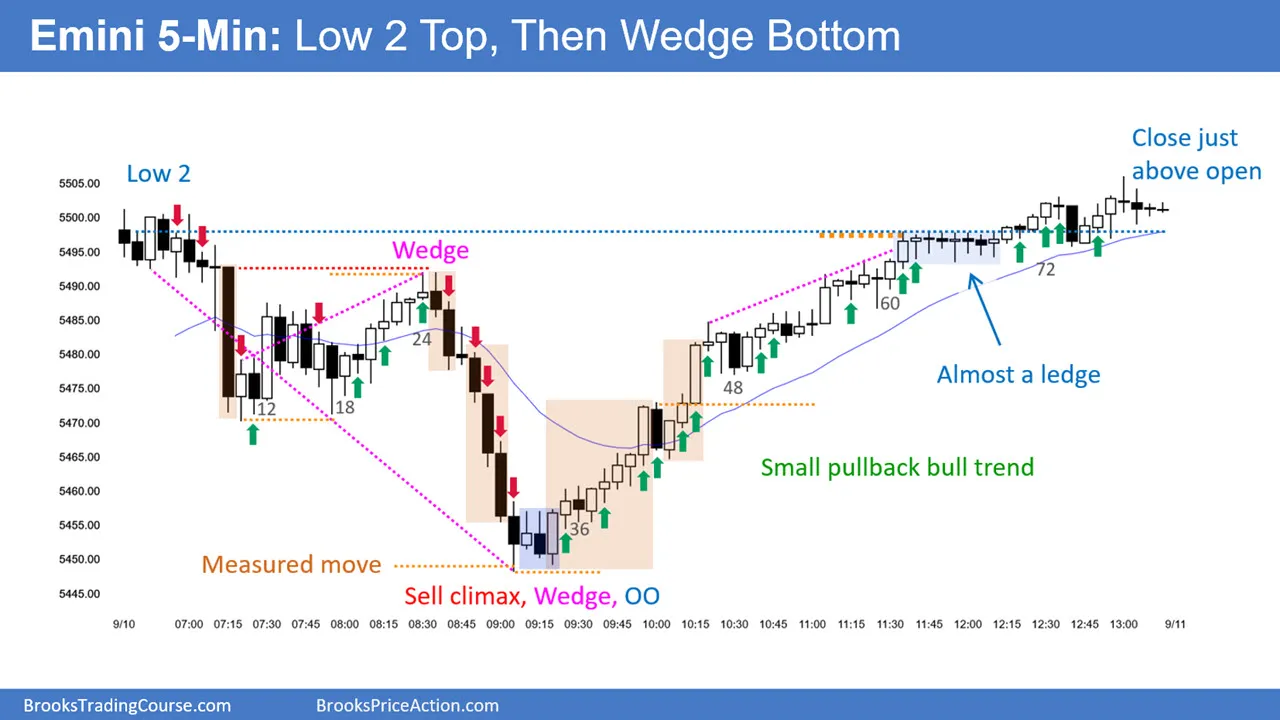 Emini 5-Min: Low 2 Top, Then Wedge Bottom
Close just
above open
Low 2
Wedge
5505.00
5500.00
5495.00
5490.00
5485.00
5480.00
5475.00
5470.00
5465.00
5460.00
5455.00
5450.00
5445.00
12
18
24
36
48
60
72
Almost a ledge
Small pullback bull trend
Measured move
Sell climax, Wedge, OO
9/10 07:00 07:15 07:30 07:45 08:00 08:15 08:30 08:45 09:00 09:15 09:30 09:45 10:00 10:15 10:30 10:45 11:00 11:15 11:30 11:45 12:00 12:15 12:30 12:45 13:00 9/11
BrooksTradingCourse.com BrooksPriceAction.com